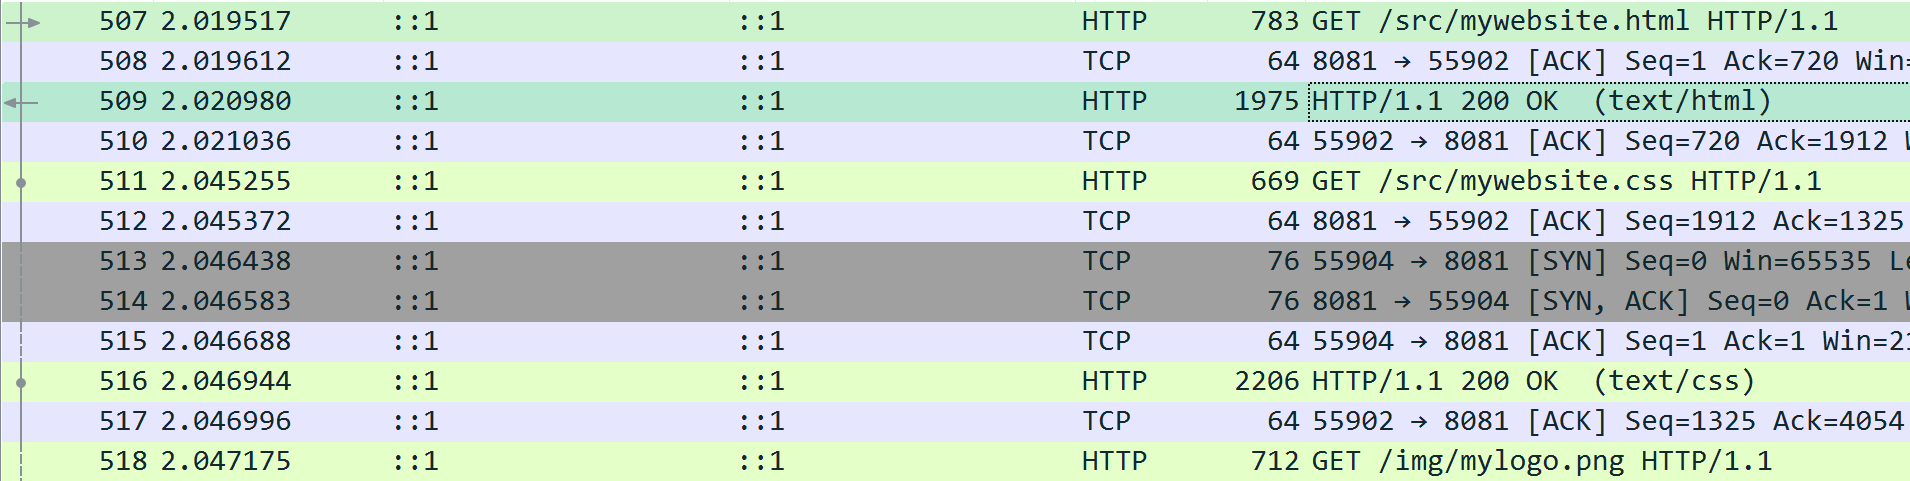 507 2.019517 ::1 ::1 HTTP 783 GET /src/mywebsite.html HTTP/1.1
508 2.019612 ::1 ::1 TCP 64 8081 → 55902 [ACK] Seq=1 Ack=720 Win=
509 2.020980 ::1 ::1 HTTP 1975 HTTP/1.1 200 OK (text/html)
510 2.021036 ::1 ::1 TCP 64 55902 → 8081 [ACK] Seq=720 Ack=1912
511 2.045255 ::1 ::1 HTTP 669 GET /src/mywebsite.css HTTP/1.1
512 2.045372 ::1 ::1 TCP 64 8081 → 55902 [ACK] Seq=1912 Ack=1325
513 2.046438 ::1 ::1 TCP 76 55904 → 8081 [SYN] Seq=0 Win=65535
514 2.046583 ::1 ::1 TCP 76 8081 → 55904 [SYN, ACK] Seq=0 Ack=1
515 2.046688 ::1 ::1 TCP 64 55904 → 8081 [ACK] Seq=1 Ack=1 Win=21
516 2.046944 ::1 ::1 HTTP 2206 HTTP/1.1 200 OK (text/css)
517 2.046996 ::1 ::1 TCP 64 55902 → 8081 [ACK] Seq=1325 Ack=4054
518 2.047175 ::1 ::1 HTTP 712 GET /img/mylogo.png HTTP/1.1